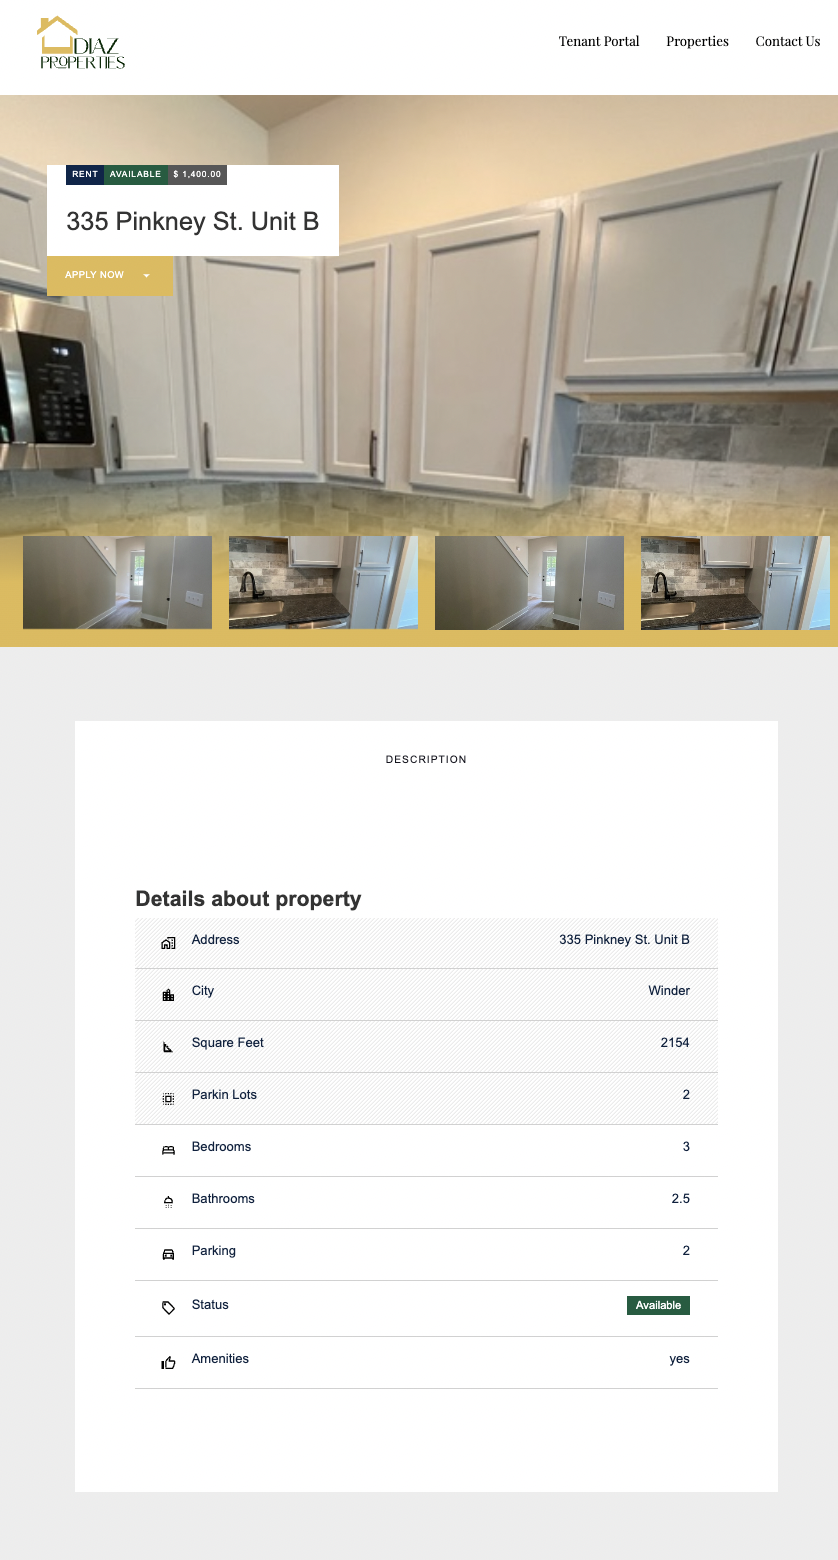 DIAZ
PROPERTIES
Tenant Portal Properties Contact Us
RENT AVAILABLE $ 1,400.00
335 Pinkney St. Unit B
APPLY NOW
DESCRIPTION
Details about property
Address 335 Pinkney St. Unit B
City Winder
Square Feet 2154
Parkin Lots 2
Bedrooms 3
Bathrooms 2.5
Parking 2
Status Available
Amenities yes